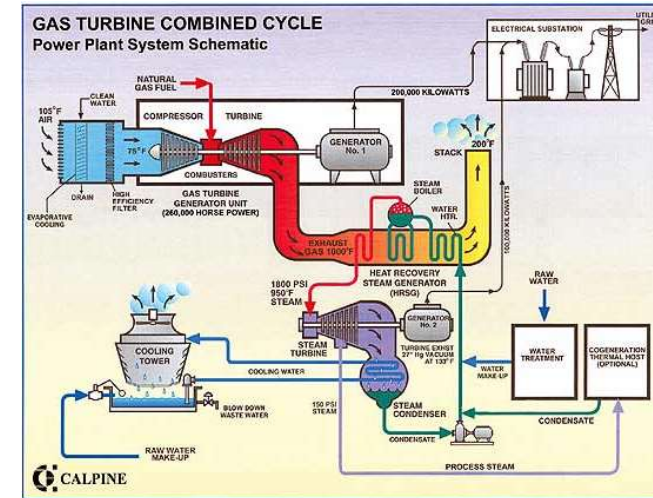 GAS TURBINE COMBINED CYCLE
Power Plant System Schematic
UTILITY
ELECTRICAL SUBSTATION
NATURAL
GAS FUEL
200,000 KILOWATTS
CLEAN
WATER
105°F
AIR
COMPRESSOR
TURBINE
75°F
GENERATOR
No. 1
200°F
STACK
COMBUSTERS
DRAIN
HIGH
EFFICIENCY
FILTER
EVAPORATIVE
COOLING
GAS TURBINE
GENERATOR UNIT
(260,000 HORSE POWER)
STEAM
BOILER
WATER
HTR.
100,000 KILOWATTS
EXHAUST
GAS 1000°F
HEAT RECOVERY
STEAM GENERATOR
(HRSG)
1800 PSI
950°F
STEAM
RAW
WATER
GENERATOR
No. 2
STEAM
TURBINE
TURBINE EXHST
27" Hg VACUUM
AT 133°F
COOLING
TOWER
COOLING WATER
WATER
TREATMENT
COGENERATION
THERMAL HOST
(OPTIONAL)
WATER
MAKE-UP
150 PSI
STEAM
STEAM
CONDENSER
BLOW DOWN
WASTE WATER
CONDENSATE
CONDENSATE
RAW WATER
MAKE-UP
PROCESS STEAM
CALPINE